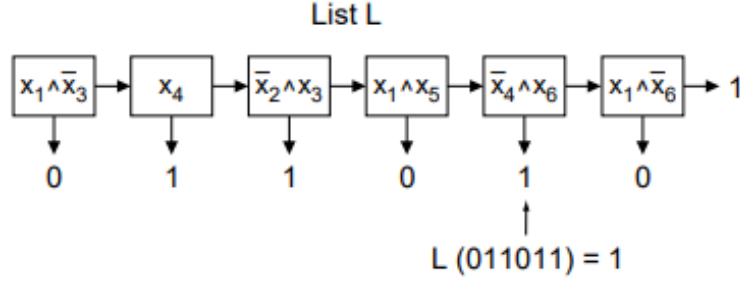 List L
x₁∧x̄₃ x₄ x̄₂∧x₃ x₁∧x₅ x̄₄∧x₆ x₁∧x̄₆ 1
0 1 1 0 1 0
L (011011) = 1